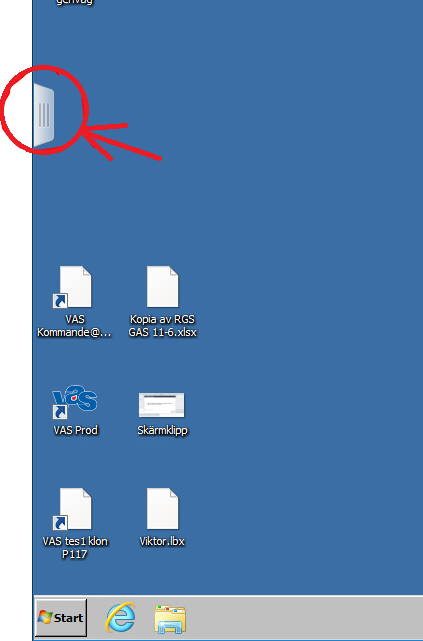 genväg
VAS
Kommande@...
Kopia av RGS
GAS 11-6.xlsx
vas
VAS Prod
Skärmklipp
VAS tes1 klon
P117
Viktor.lbx
Start